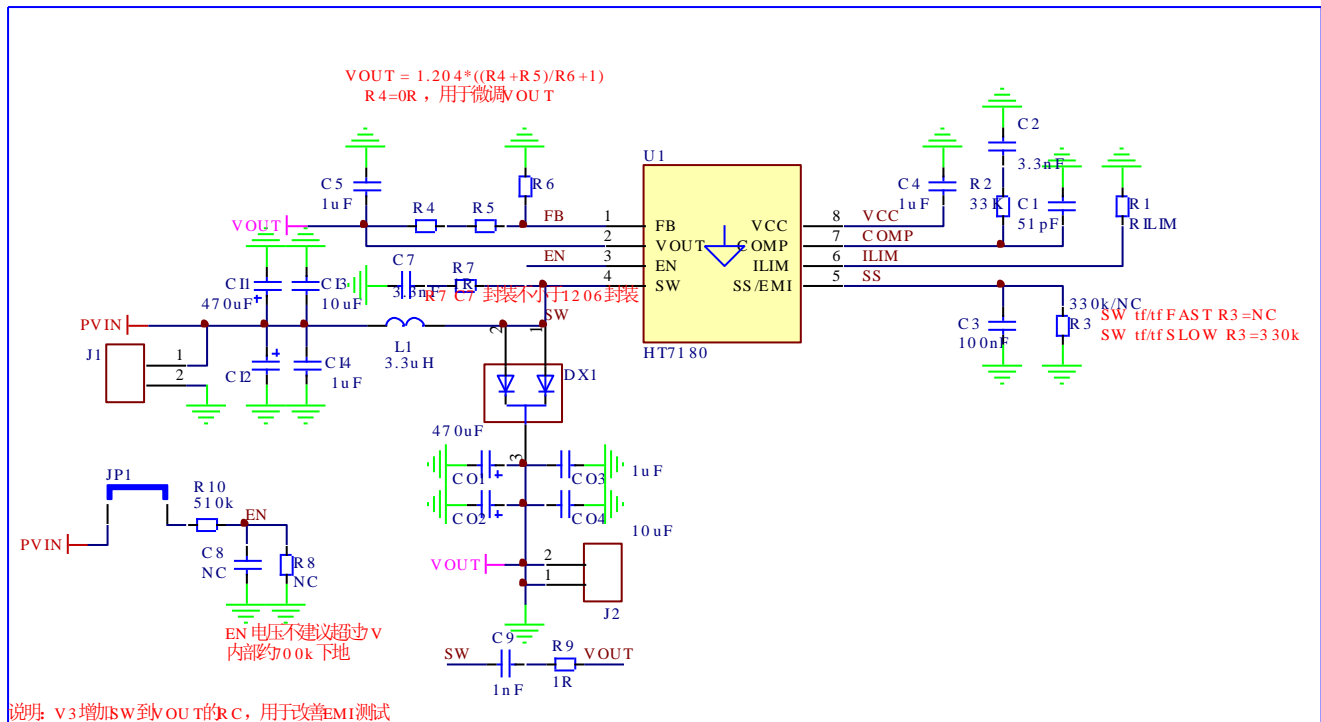 VOUT = 1.204*((R4+R5)/R6+1)
R4=0R，用于微调VOUT
C2
3.3nF
U1
C5
1uF
R6
C4
1uF
R2
33K
C1
51pF
R1
RILIM
VOUT
R4
R5
FB
1
FB
VCC
8
VCC
2
VOUT
COMP
7
COMP
EN
3
EN
ILIM
6
ILIM
4
SW
SS/EMI
5
SS
C7
3.3nF
R7
R
R7 C7 封装不小于1206封装
SW
CI1
470uF
CI3
10uF
HT7180
C3
100nF
330k/NC
R3
SW tf/tf FAST R3=NC
SW tf/tf SLOW R3=330k
PVIN
J1
1
2
L1
3.3uH
2
1
CI2
CI4
1uF
DX1
3
470uF
CO1
CO3
1uF
CO2
CO4
10uF
JP1
R10
510k
EN
PVIN
C8
NC
R8
NC
EN 电压不建议超过7V
内部约700k下地
VOUT
2
1
J2
SW
C9
1nF
R9
1R
VOUT
说明: V3增加SW到VOUT的RC，用于改善EMI测试